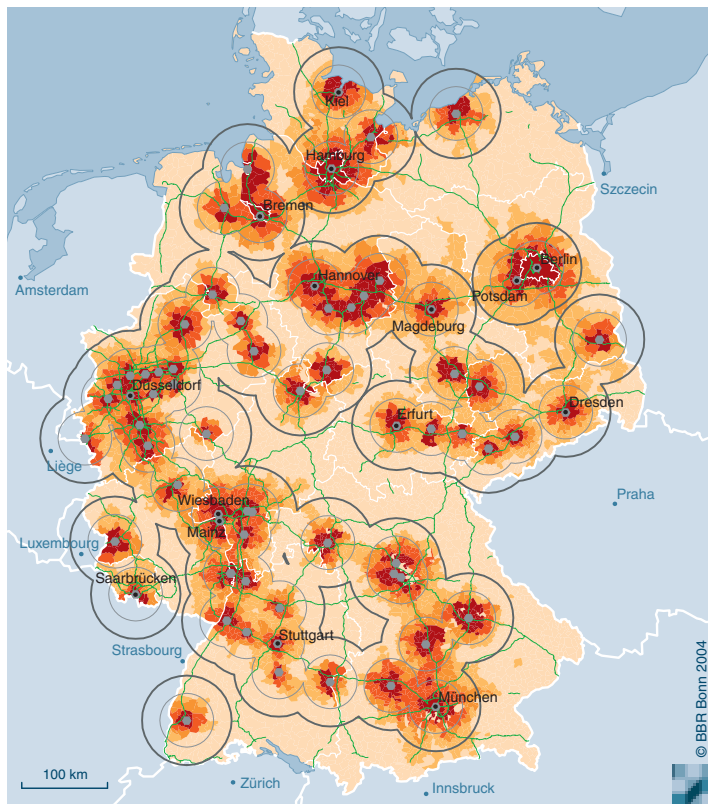 Kiel
Hamburg
Szczecin
Bremen
Berlin
Hannover
Amsterdam
Potsdam
Magdeburg
Düsseldorf
Dresden
Erfurt
Liège
Praha
Wiesbaden
Mainz
Luxembourg
Saarbrücken
Stuttgart
Strasbourg
München
© BBR Bonn 2004
100 km
Zürich
Innsbruck